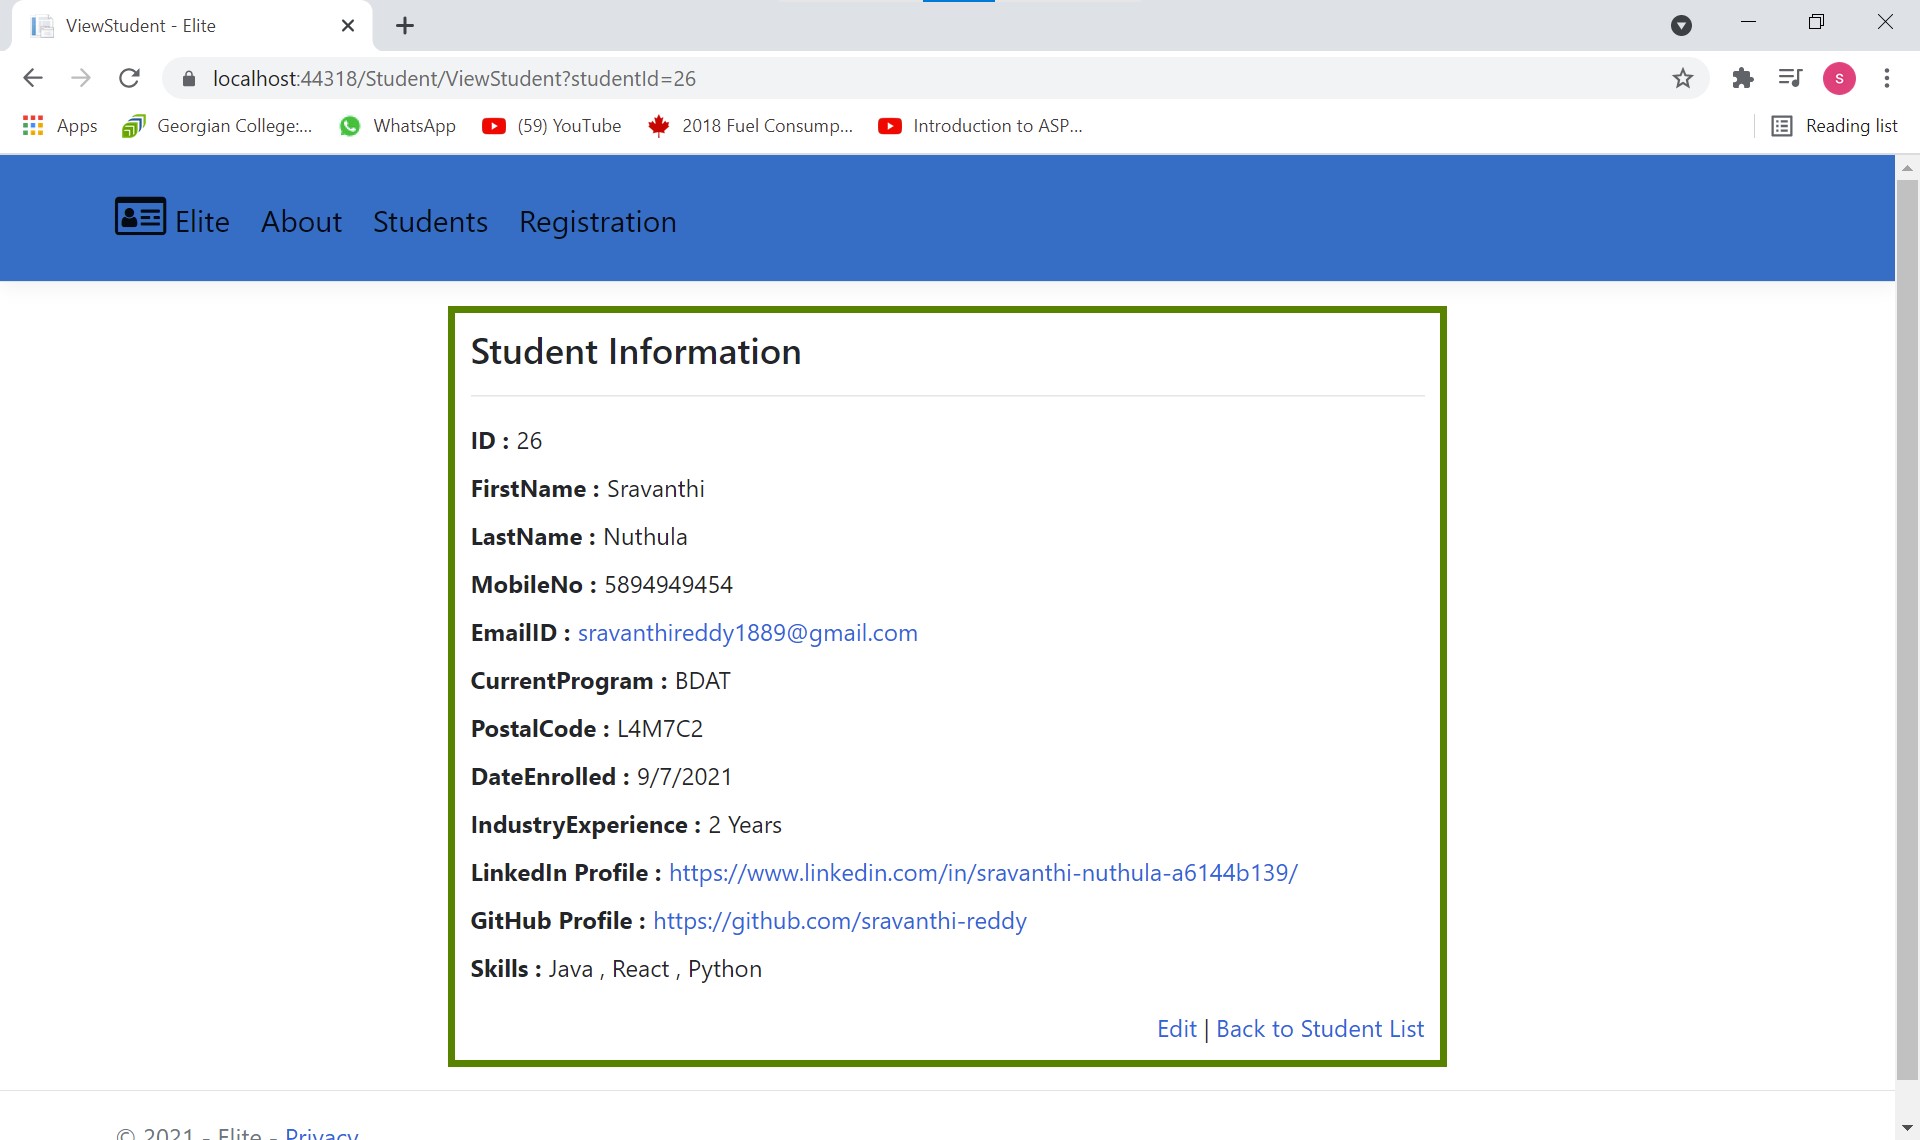 ViewStudent - Elite
localhost:44318/Student/ViewStudent?studentId=26
S
Apps Georgian College:... WhatsApp (59) YouTube 2018 Fuel Consump... Introduction to ASP... Reading list
Elite About Students Registration
Student Information
ID : 26
FirstName : Sravanthi
LastName : Nuthula
MobileNo : 5894949454
EmailID : sravanthireddy1889@gmail.com
CurrentProgram : BDAT
PostalCode : L4M7C2
DateEnrolled : 9/7/2021
IndustryExperience : 2 Years
LinkedIn Profile : https://www.linkedin.com/in/sravanthi-nuthula-a6144b139/
GitHub Profile : https://github.com/sravanthi-reddy
Skills : Java , React , Python
Edit | Back to Student List
© 2021 - Elite - Privacy